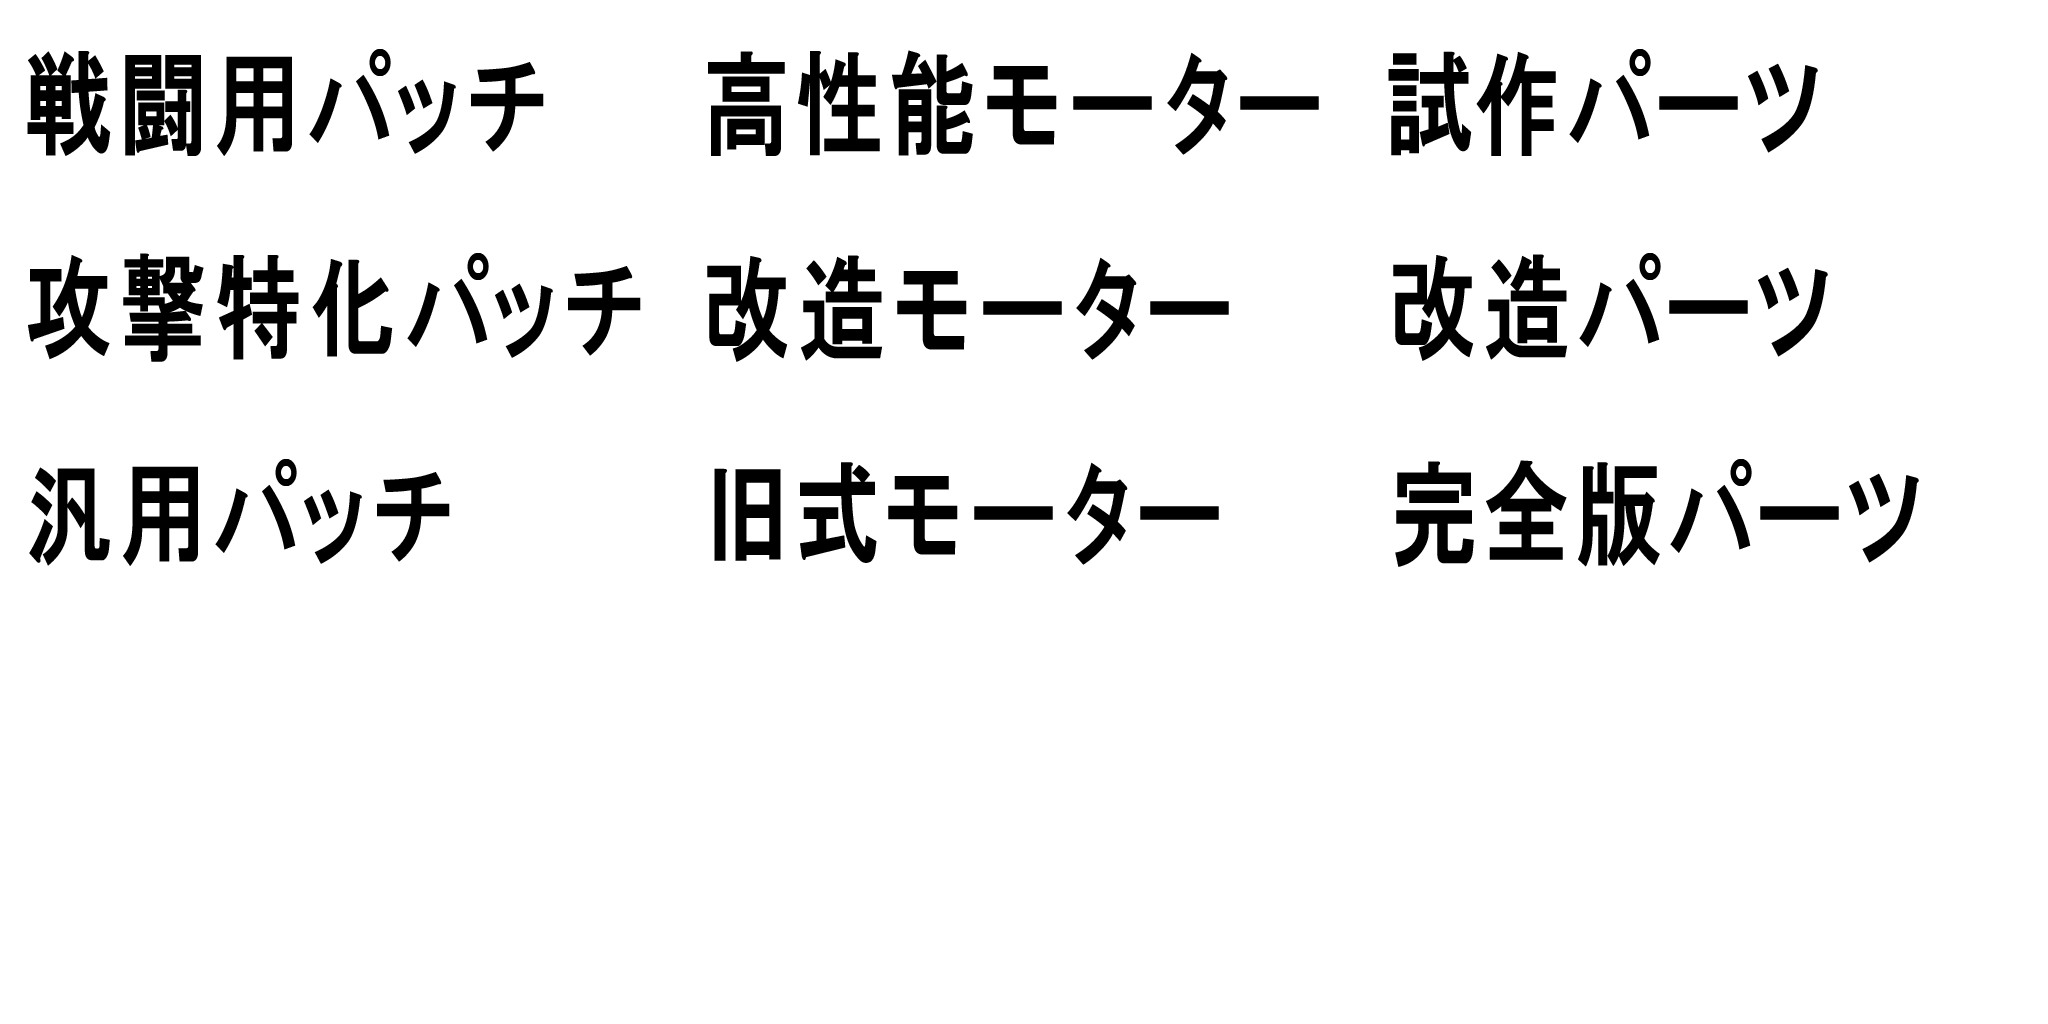 戦闘用パッチ 高性能モーター 試作パーツ
攻撃特化パッチ 改造モーター 改造パーツ
汎用パッチ 旧式モーター 完全版パーツ